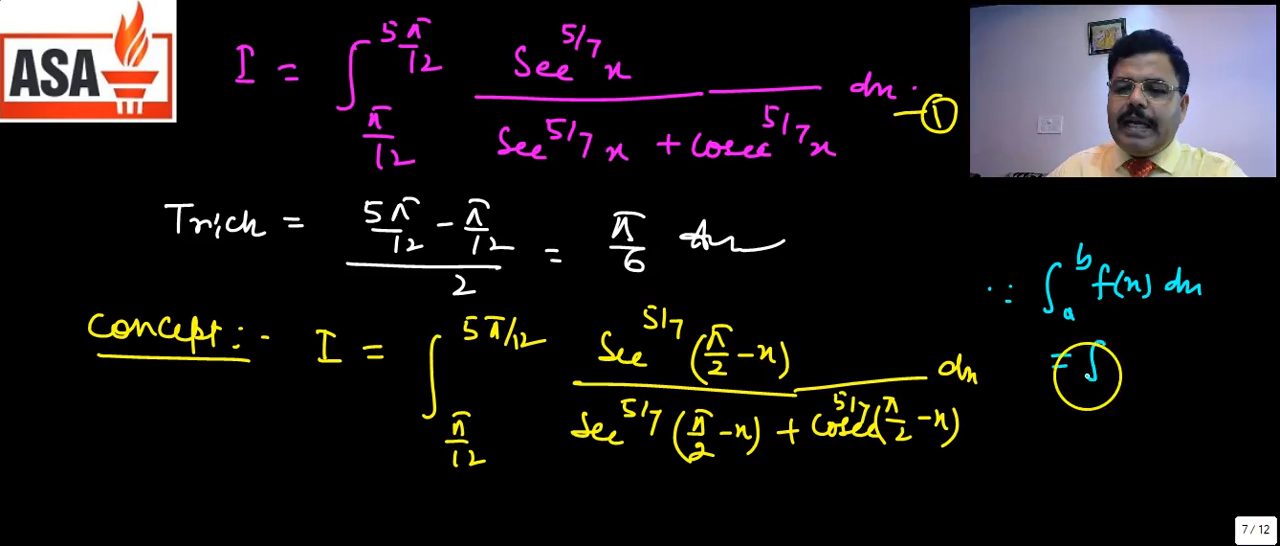 ASA
I = ∫_{π/12}^{5π/12} Sec^{5/7}x / (Sec^{5/7}x + Cosec^{5/7}x) dx. —①
Trick = (5π/12 - π/12) / 2 = π/6 Ans
∵ ∫_a^b f(x) dx
= ∫
Concept:- I = ∫_{π/12}^{5π/12} Sec^{5/7}(π/2 - x) / (Sec^{5/7}(π/2 - x) + Cosec^{5/7}(π/2 - x)) dx
7 / 12